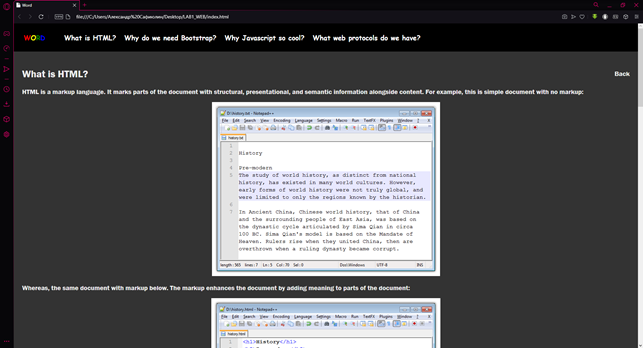 Word
file:///C:/Users/Александр%20Сафиюлин/Desktop/LAB1_WEB/index.html
WORD
What is HTML? Why do we need Bootstrap? Why Javascript so cool? What web protocols do we have?
What is HTML?
Back
HTML is a markup language. It marks parts of the document with structural, presentational, and semantic information alongside content. For example, this is simple document with no markup:
D:\history.txt - Notepad++
File Edit Search View Encoding Language Settings Macro Run TextFX Plugins Window ? X
history.txt
1
2 History
3
4 Pre-modern
5 The study of world history, as distinct from national
history, has existed in many world cultures. However,
early forms of world history were not truly global, and
were limited to only the regions known by the historian.
6
7 In Ancient China, Chinese world history, that of China
and the surrounding people of East Asia, was based on
the dynastic cycle articulated by Sima Qian in circa
100 BC. Sima Qian's model is based on the Mandate of
Heaven. Rulers rise when they united China, then are
overthrown when a ruling dynasty became corrupt.
length : 565 lines : 7 Ln : 5 Col : 79 Sel : 0 Dos\Windows UTF-8 INS
Whereas, the same document with markup below. The markup enhances the document by adding meaning to parts of the document:
D:\history.html - Notepad++
File Edit Search View Encoding Language Settings Macro Run TextFX Plugins Window ? X
history.html
1 <h1>History</h1>